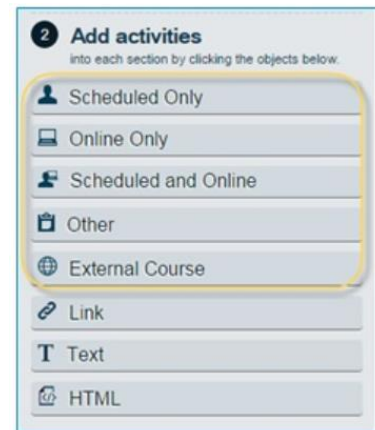 2 Add activities
into each section by clicking the objects below.
Scheduled Only
Online Only
Scheduled and Online
Other
External Course
Link
T Text
HTML